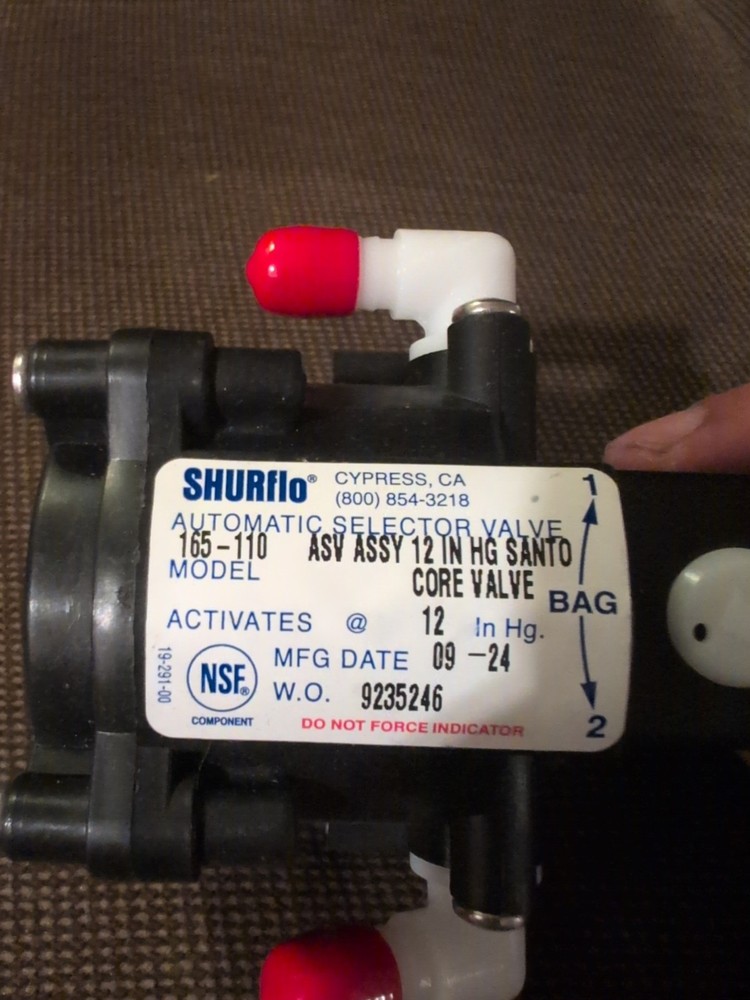 SHURflo®
CYPRESS, CA
(800) 854-3218
AUTOMATIC SELECTOR VALVE
165-110 ASV ASSY 12 IN HG SANTO
MODEL CORE VALVE
ACTIVATES @ 12 In Hg.
MFG DATE 09 -24
W.O. 9235246
NSF®
COMPONENT
DO NOT FORCE INDICATOR
19-291-00
1
BAG
2